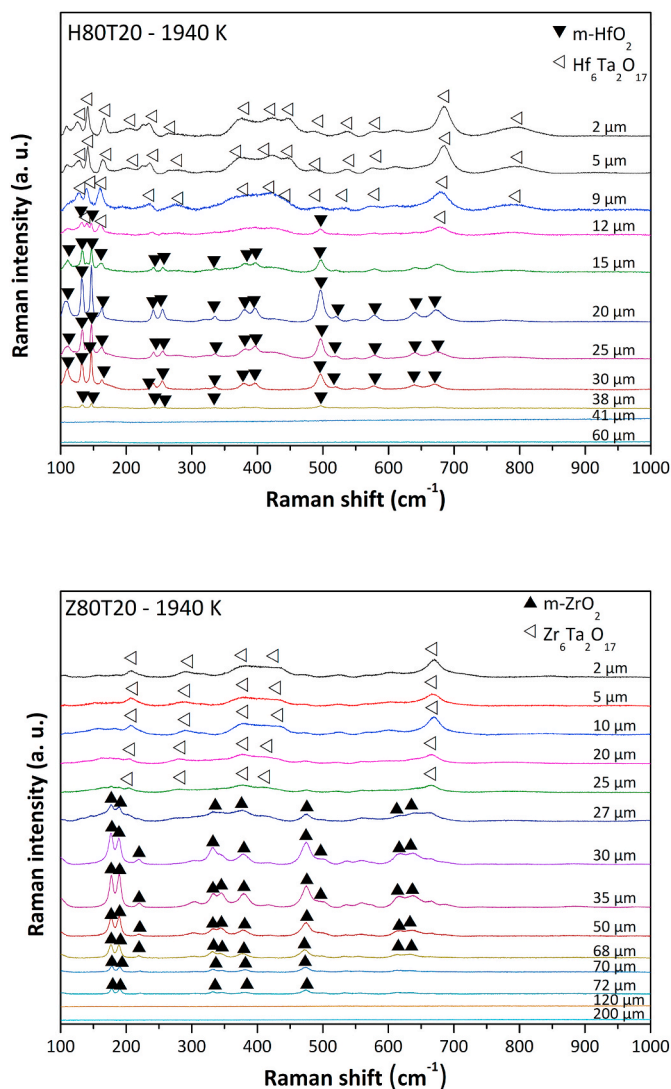 H80T20 - 1940 K
▼ m-HfO₂
◁ Hf₆Ta₂O₁₇
2 µm
5 µm
9 µm
12 µm
15 µm
20 µm
25 µm
30 µm
38 µm
41 µm
60 µm
Raman intensity (a. u.)
100 200 300 400 500 600 700 800 900 1000
Raman shift (cm⁻¹)
Z80T20 - 1940 K
▲ m-ZrO₂
◁ Zr₆Ta₂O₁₇
2 µm
5 µm
10 µm
20 µm
25 µm
27 µm
30 µm
35 µm
50 µm
68 µm
70 µm
72 µm
120 µm
200 µm
Raman intensity (a. u.)
100 200 300 400 500 600 700 800 900 1000
Raman shift (cm⁻¹)